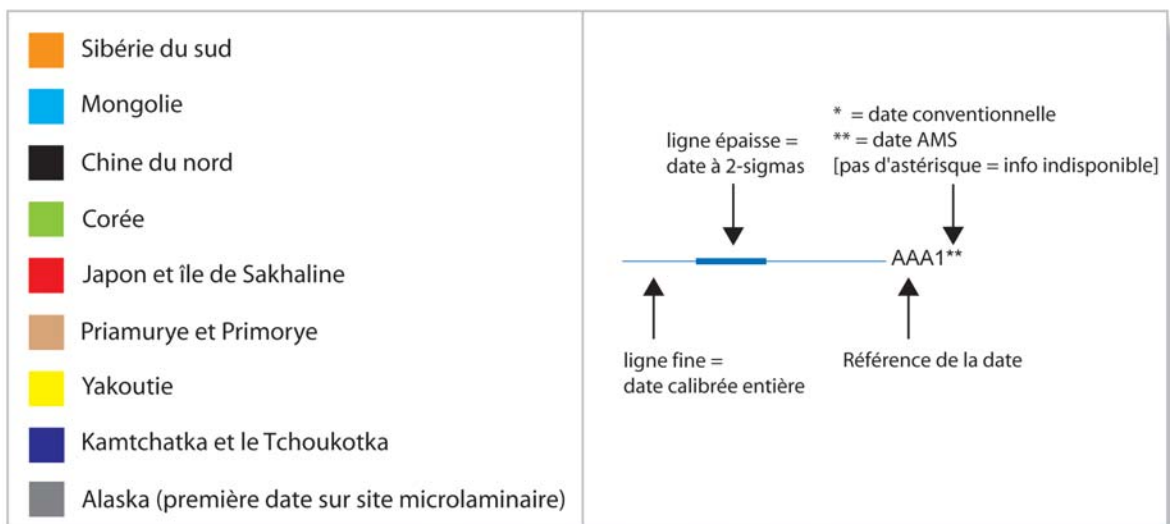 Sibérie du sud
Mongolie
Chine du nord
Corée
Japon et île de Sakhaline
Priamurye et Primorye
Yakoutie
Kamtchatka et le Tchoukotka
Alaska (première date sur site microlaminaire)
* = date conventionnelle
** = date AMS
[pas d'astérisque = info indisponible]
ligne épaisse =
date à 2-sigmas
AAA1**
ligne fine =
date calibrée entière
Référence de la date